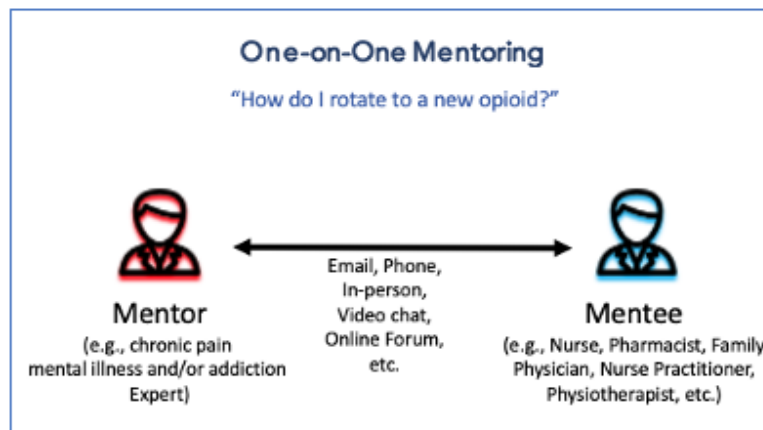 One-on-One Mentoring
“How do I rotate to a new opioid?”
Email, Phone,
In-person,
Video chat,
Online Forum,
etc.
Mentor
(e.g., chronic pain
mental illness and/or addiction
Expert)
Mentee
(e.g., Nurse, Pharmacist, Family
Physician, Nurse Practitioner,
Physiotherapist, etc.)